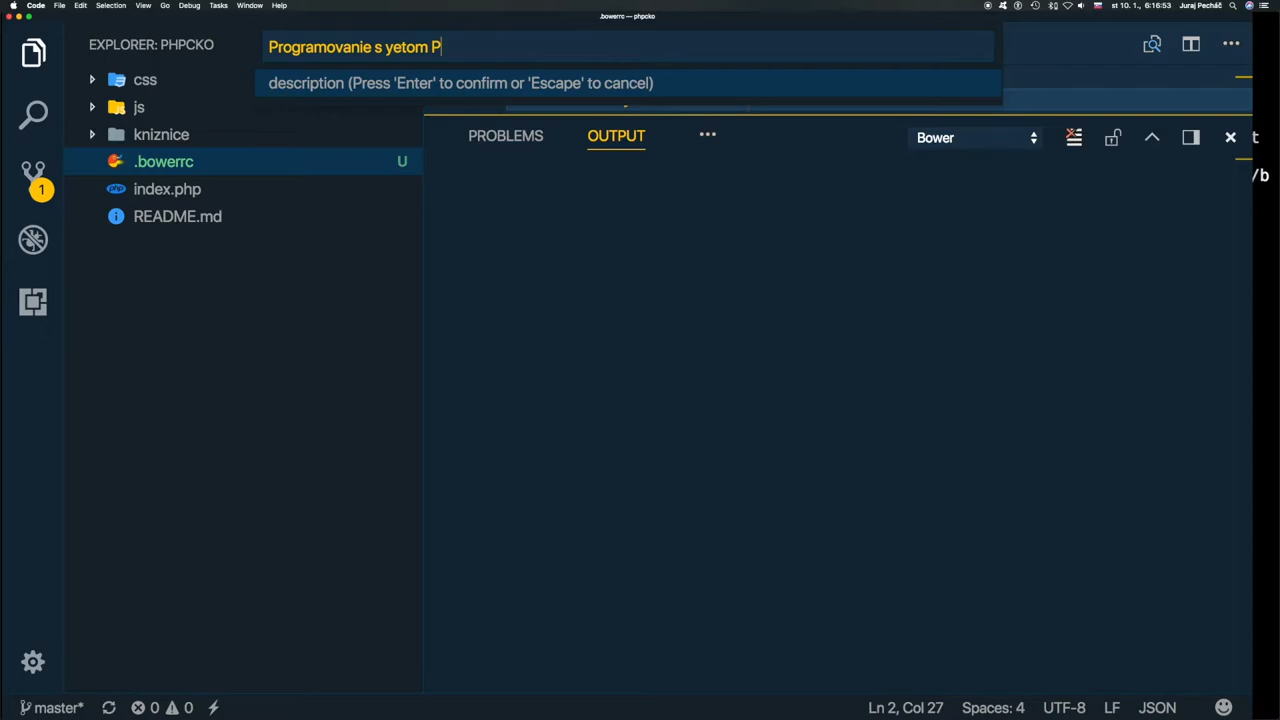 Code File Edit Selection View Go Debug Tasks Window Help
st 10. 1., 6:16:53 Juraj Pecháč
.bowerrc — phpcko
EXPLORER: PHPCKO
Programovanie s yetom P
description (Press 'Enter' to confirm or 'Escape' to cancel)
css
js
kniznice
.bowerrc U
index.php
README.md
1
PROBLEMS OUTPUT ...
Bower
t
/b
master* 0 0
Ln 2, Col 27 Spaces: 4 UTF-8 LF JSON